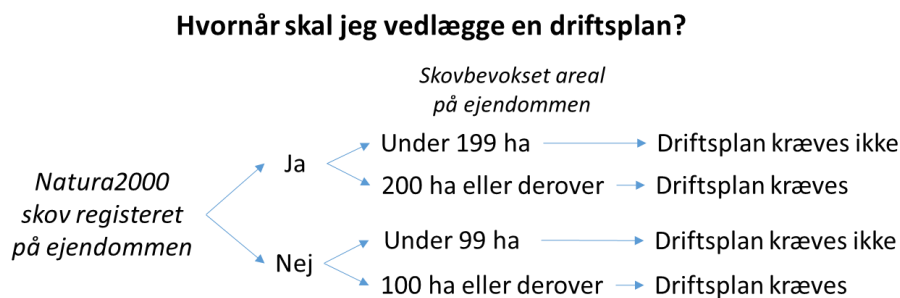 Hvornår skal jeg vedlægge en driftsplan?
Skovbevokset areal
på ejendommen
Natura2000
skov registeret
på ejendommen
Ja
Under 199 ha
Driftsplan kræves ikke
200 ha eller derover
Driftsplan kræves
Nej
Under 99 ha
Driftsplan kræves ikke
100 ha eller derover
Driftsplan kræves